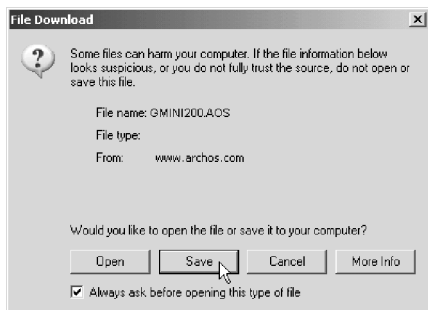 File Download
Some files can harm your computer. If the file information below
looks suspicious, or you do not fully trust the source, do not open or
save this file.
File name: GMINI200.AOS
File type:
From: www.archos.com
Would you like to open the file or save it to your computer?
Open Save Cancel More Info
Always ask before opening this type of file